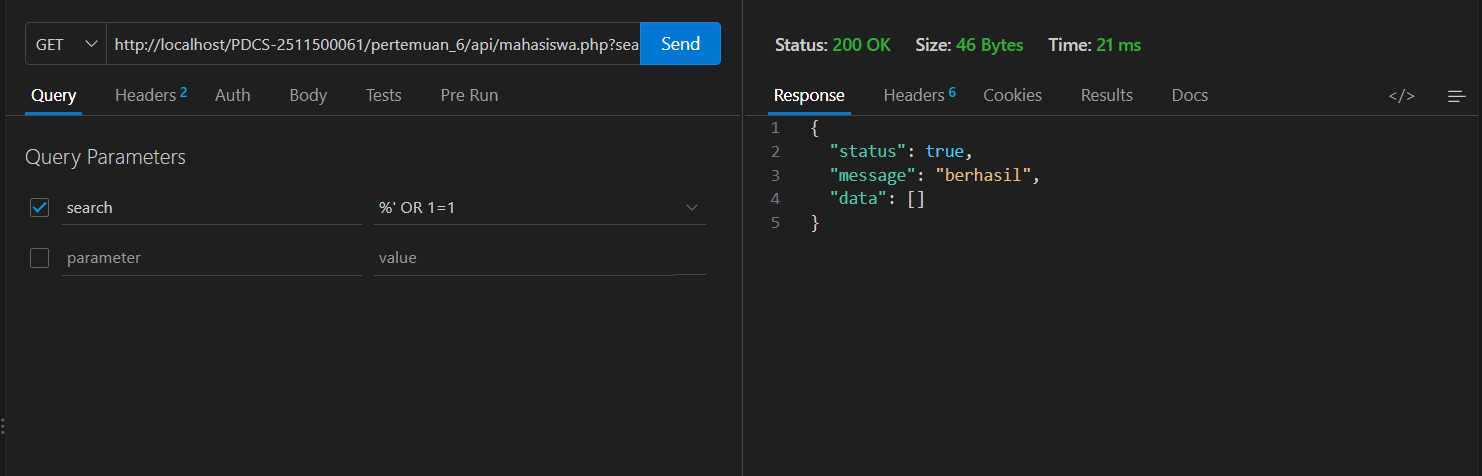 GET
http://localhost/PDCS-2511500061/pertemuan_6/api/mahasiswa.php?sea
Send
Query
Headers 2
Auth
Body
Tests
Pre Run
Query Parameters
search
%' OR 1=1
parameter
value
Status: 200 OK Size: 46 Bytes Time: 21 ms
Response
Headers 6
Cookies
Results
Docs
</>
1 {
2 "status": true,
3 "message": "berhasil",
4 "data": []
5 }